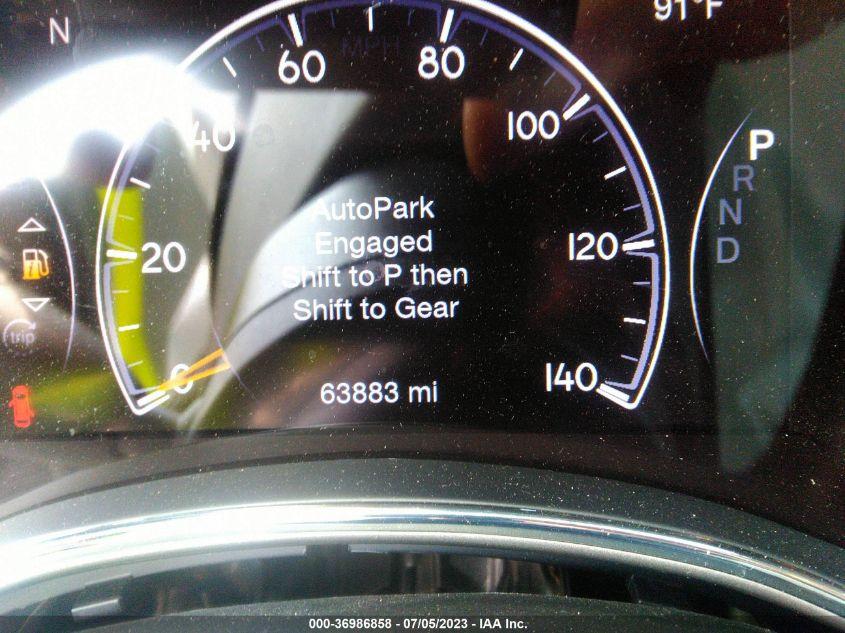 N
91°F
MPH
60
80
40
100
P
R
N
D
AutoPark
Engaged
Shift to P then
Shift to Gear
20
120
trip
0
140
63883 mi
000-36986858 - 07/05/2023 - IAA Inc.